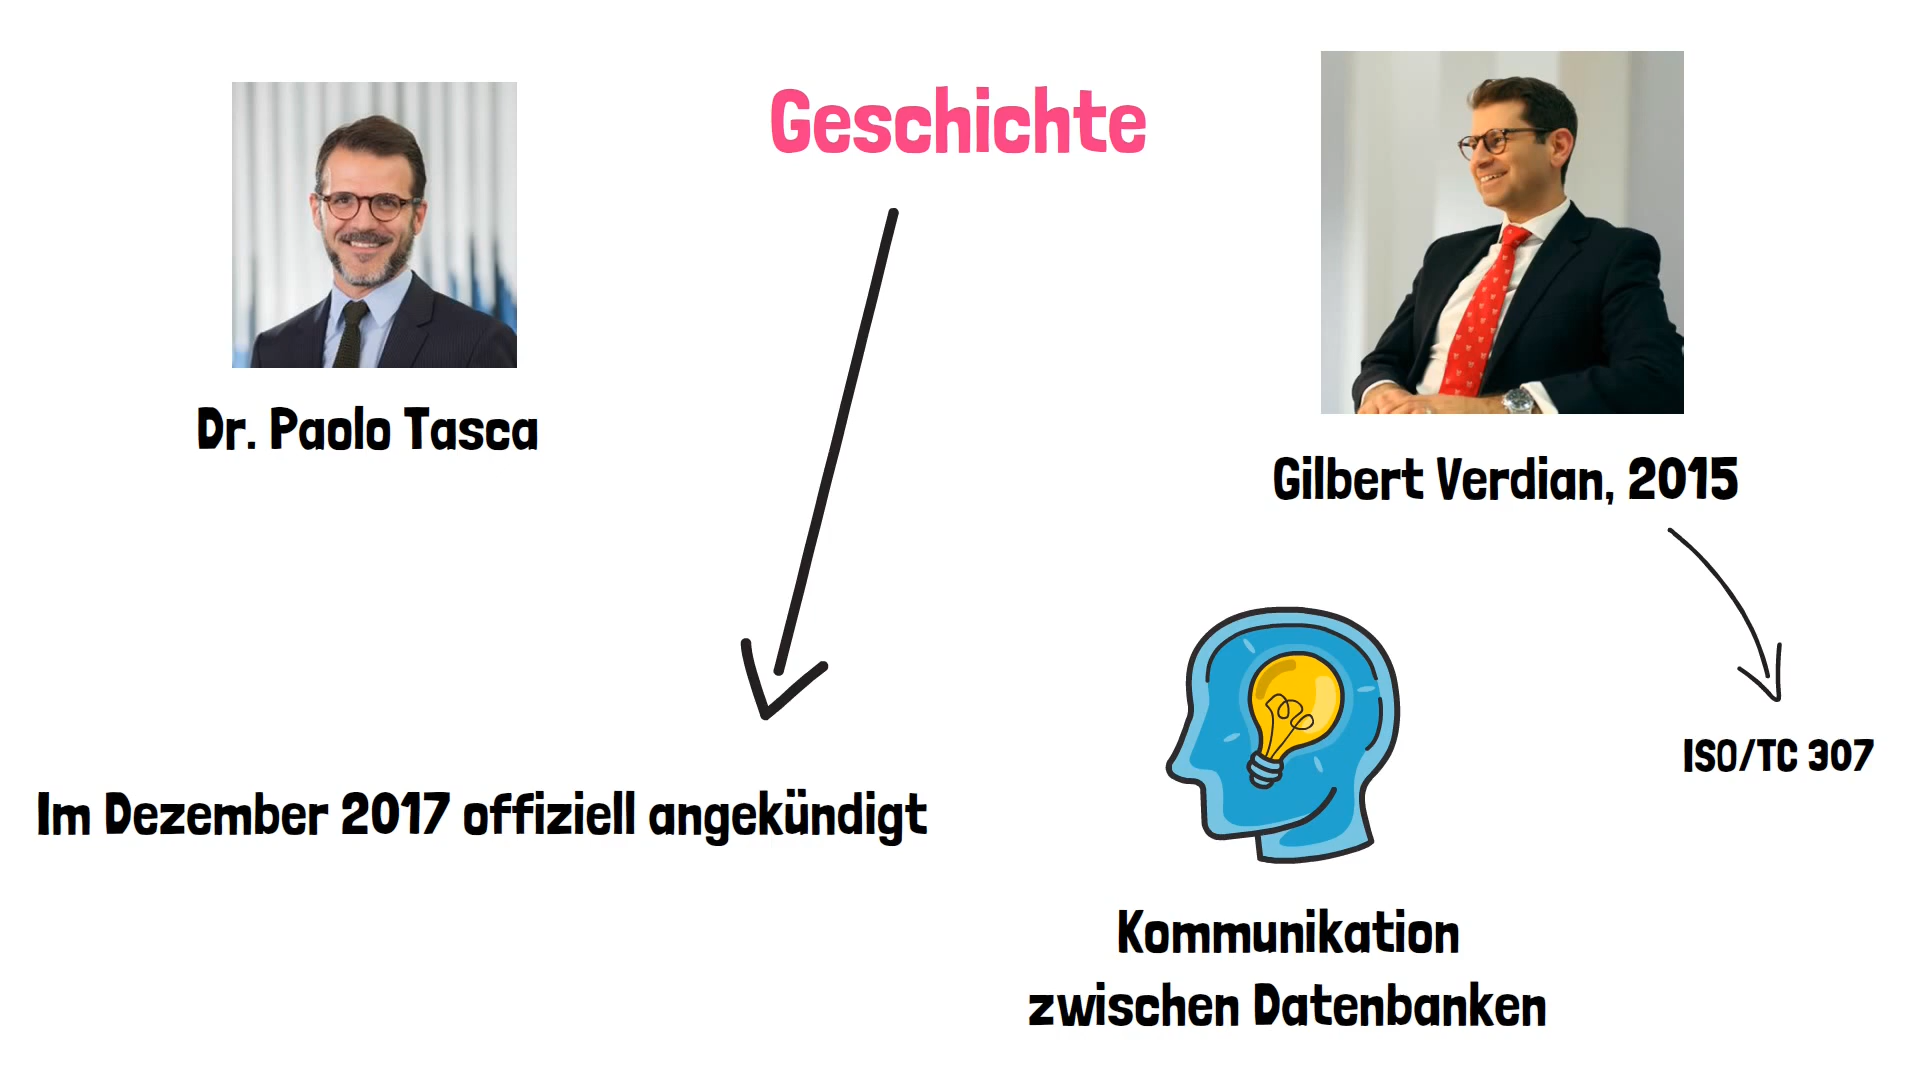 Geschichte
Dr. Paolo Tasca
Gilbert Verdian, 2015
ISO/TC 307
Im Dezember 2017 offiziell angekündigt
Kommunikation
zwischen Datenbanken